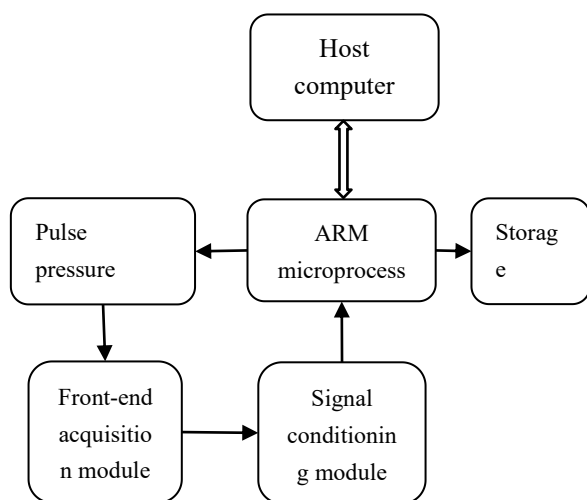 Host
computer
Pulse
pressure
ARM
microprocess
Storag
e
Front-end
acquisitio
n module
Signal
conditionin
g module